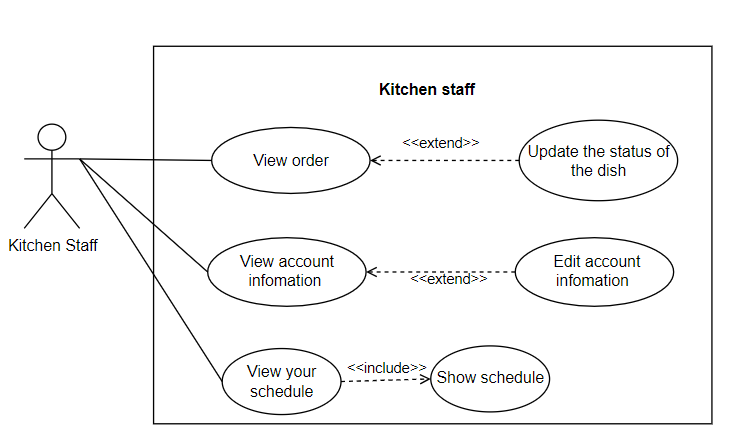 Kitchen staff
<<extend>>
View order
Update the status of
the dish
Kitchen Staff
View account
infomation
<<extend>>
Edit account
infomation
View your
schedule
<<include>>
Show schedule